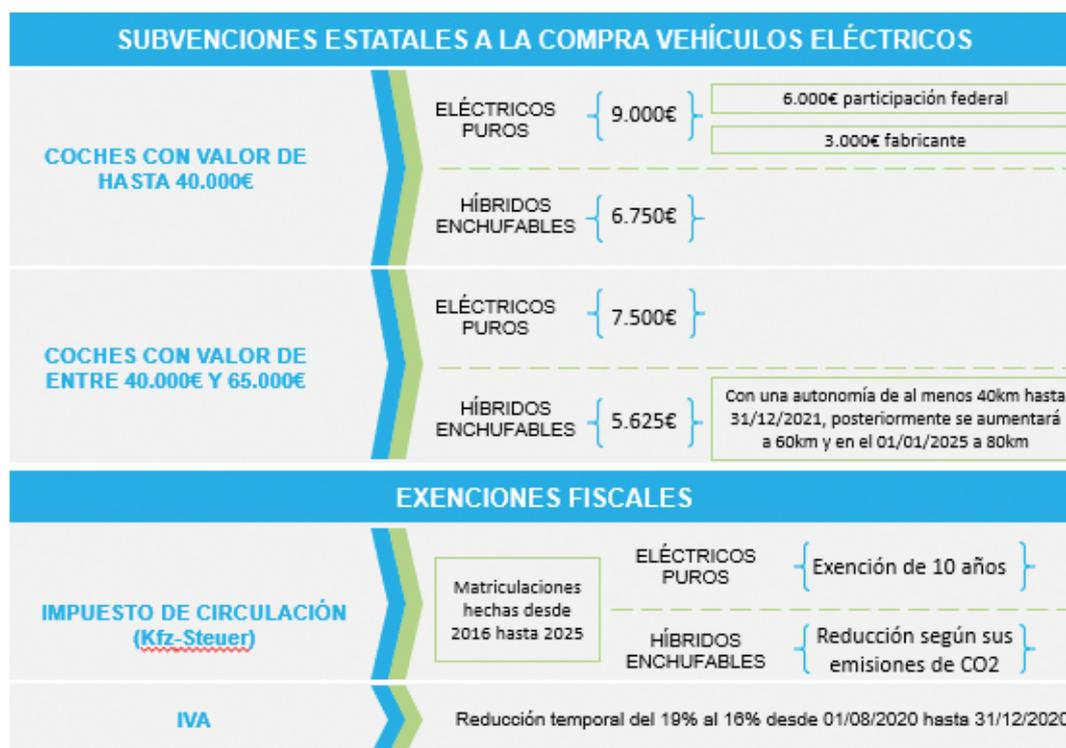 SUBVENCIONES ESTATALES A LA COMPRA VEHÍCULOS ELÉCTRICOS
COCHES CON VALOR DE
HASTA 40.000€
ELÉCTRICOS
PUROS
9.000€
6.000€ participación federal
3.000€ fabricante
HÍBRIDOS
ENCHUFABLES
6.750€
COCHES CON VALOR DE
ENTRE 40.000€ Y 65.000€
ELÉCTRICOS
PUROS
7.500€
HÍBRIDOS
ENCHUFABLES
5.625€
Con una autonomía de al menos 40km hasta
31/12/2021, posteriormente se aumentará
a 60km y en el 01/01/2025 a 80km
EXENCIONES FISCALES
IMPUESTO DE CIRCULACIÓN
(Kfz-Steuer)
Matriculaciones
hechas desde
2016 hasta 2025
ELÉCTRICOS
PUROS
Exención de 10 años
HÍBRIDOS
ENCHUFABLES
Reducción según sus
emisiones de CO2
IVA
Reducción temporal del 19% al 16% desde 01/08/2020 hasta 31/12/2020